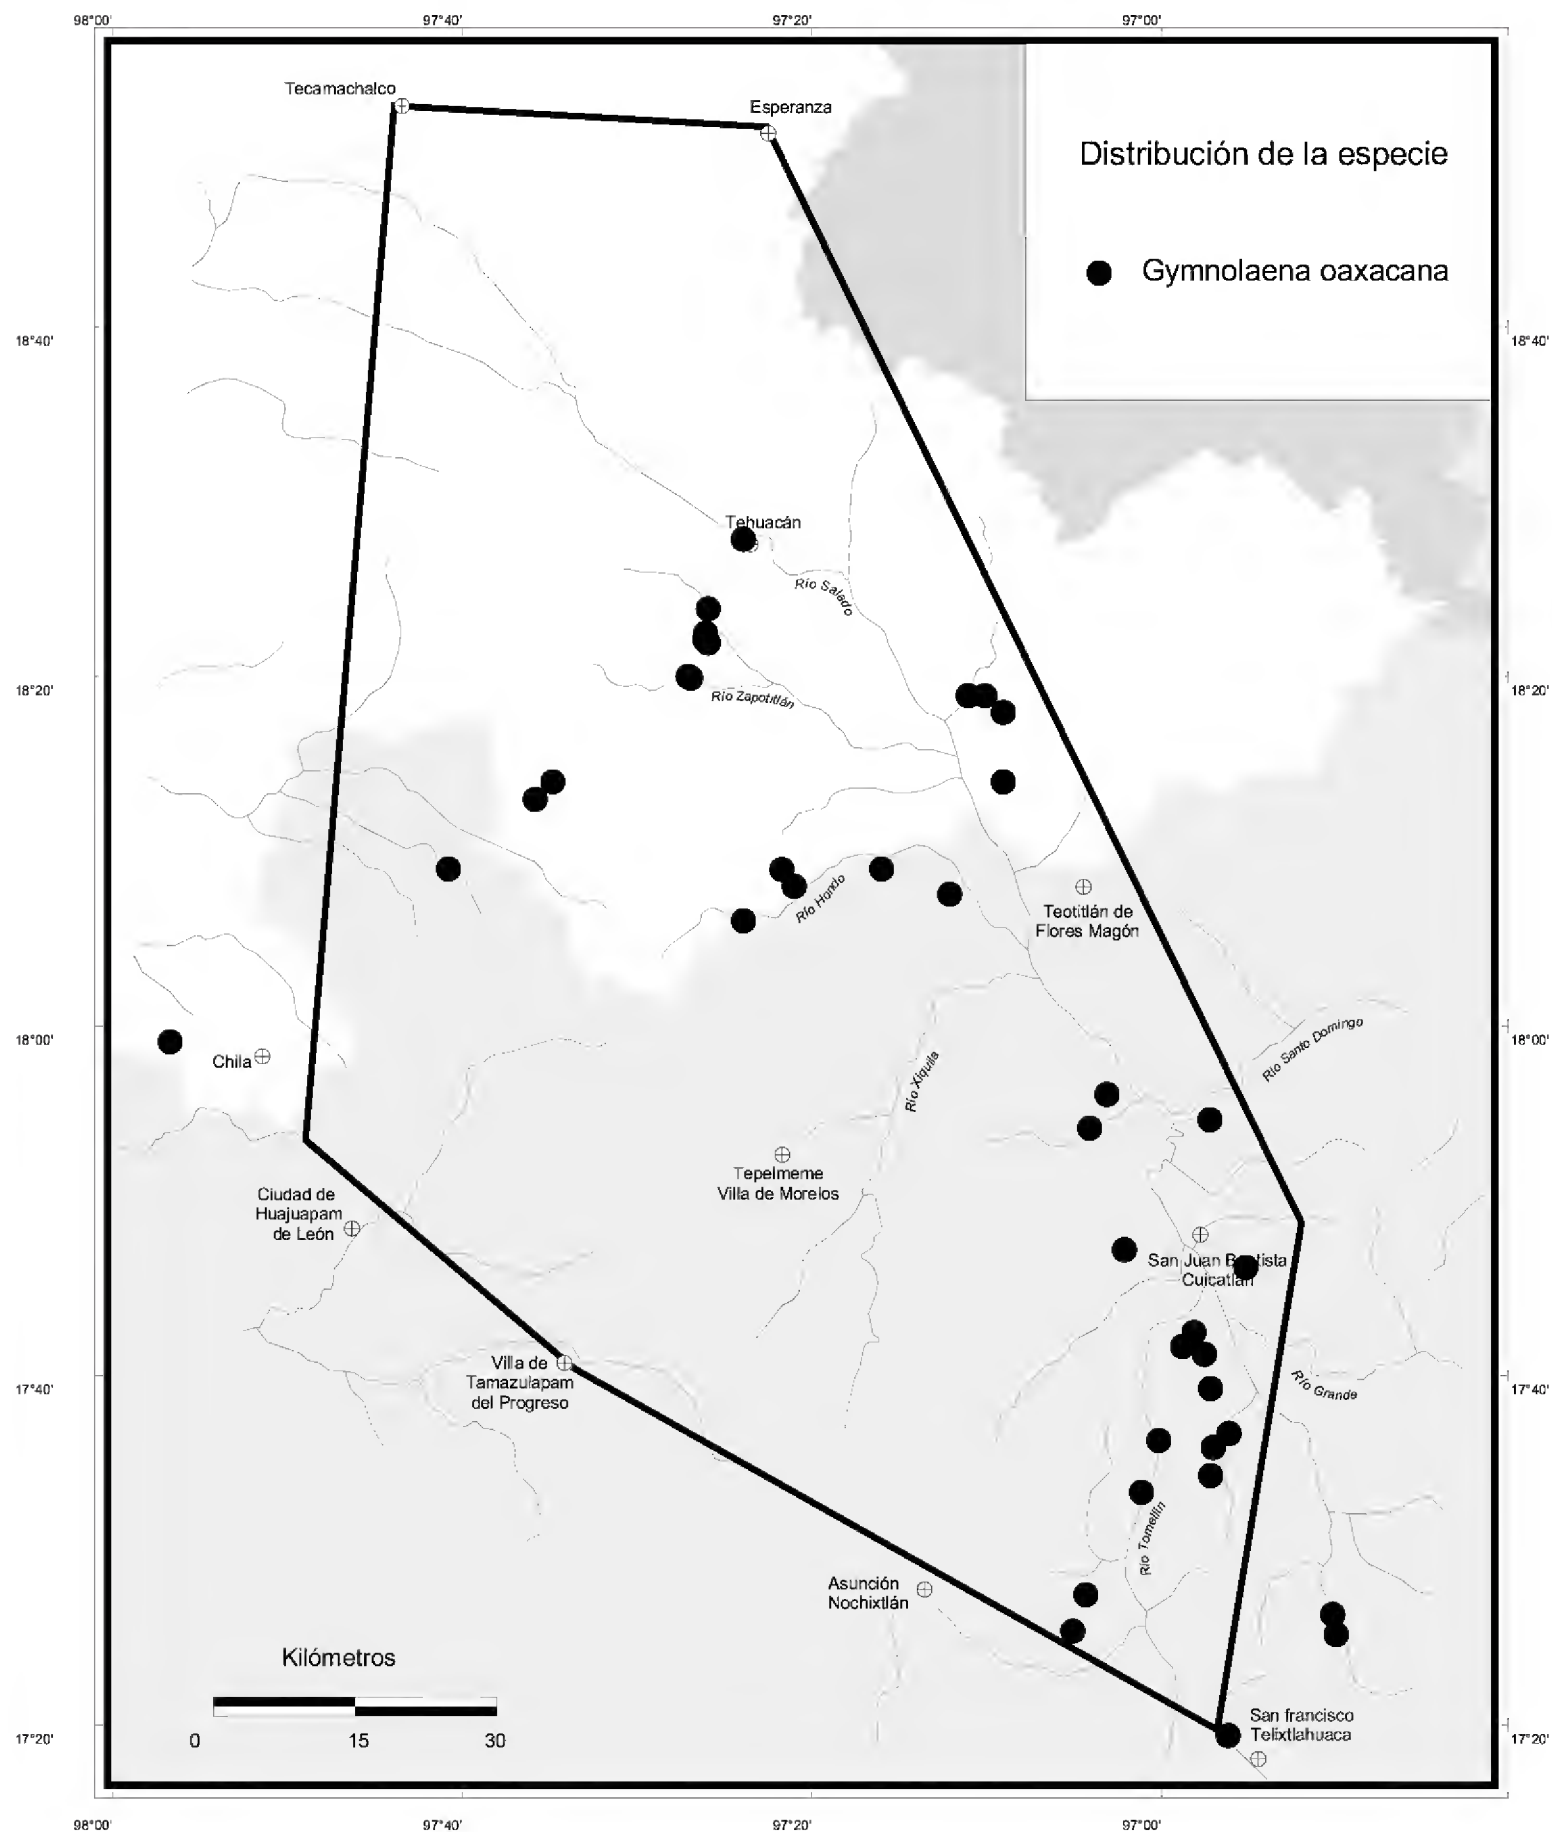 98°00'
97°40'
97°20'
97°00'
Tecamachalco
Esperanza
Distribución de la especie
Gymnolaena oaxacana
18°40'
18°40'
Tehuacán
Río Salado
18°20'
Río Zapotitlán
18°20'
Río Hondo
Teotitlán de
Flores Magón
18°00'
Chila
Río Xiquila
Río Santo Domingo
18°00'
Tepelmeme
Villa de Morelos
Ciudad de
Huajuapam
de León
San Juan Bautista
Cuicatlán
17°40'
Villa de
Tamazulapam
del Progreso
Río Grande
17°40'
Río Tomellín
Asunción
Nochixtlán
Kilómetros
0
15
30
San francisco
Telixtlahuaca
17°20'
17°20'
98°00'
97°40'
97°20'
97°00'